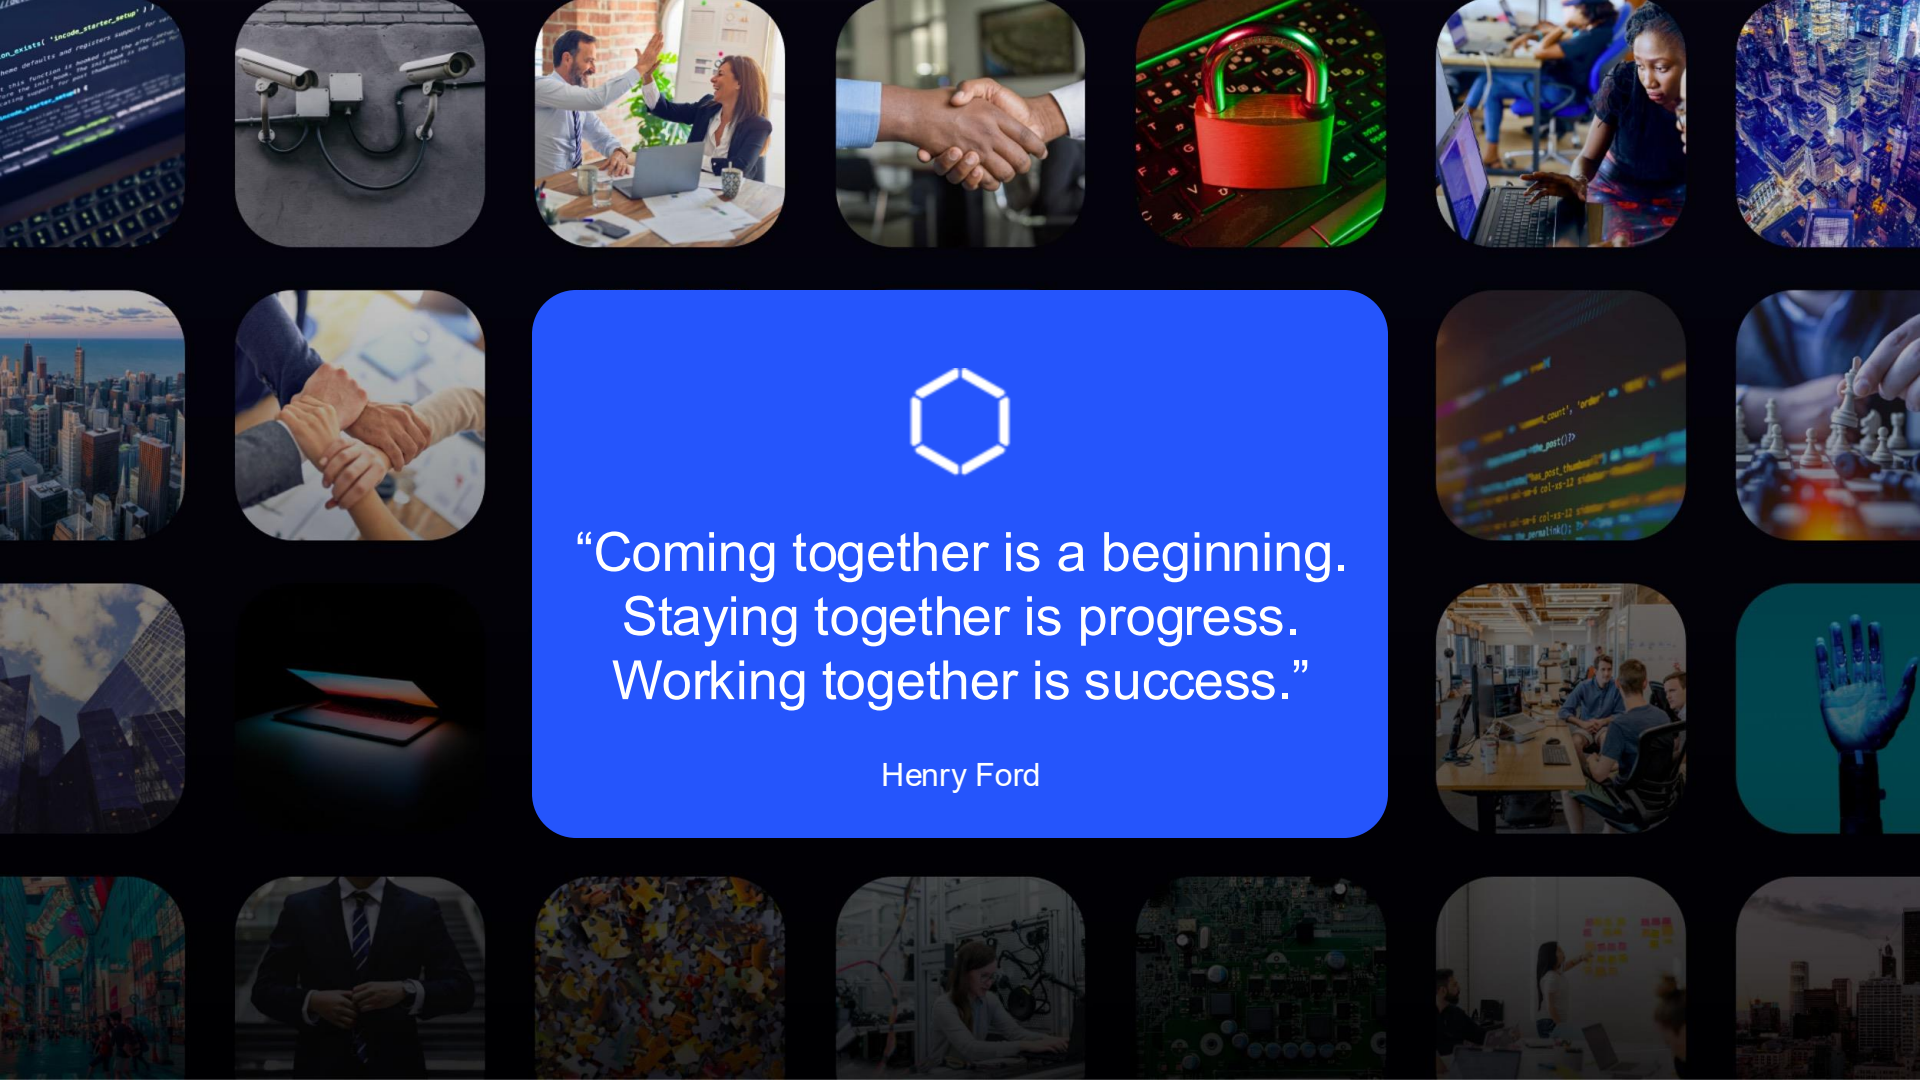 “Coming together is a beginning.
Staying together is progress.
Working together is success.”
Henry Ford